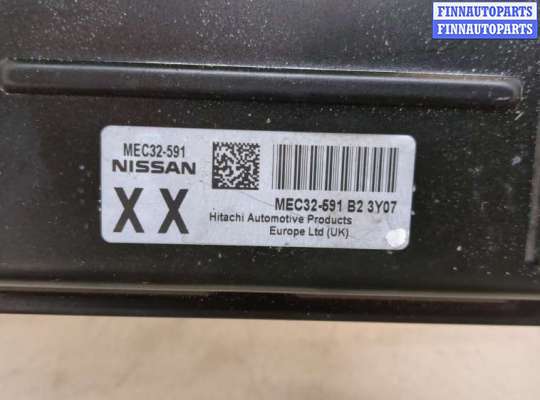 FINNAUTOPARTS
FINNAUTOPARTS
MEC32-591
NISSAN
XX
MEC32-591 B2 3Y07
Hitachi Automotive Products
Europe Ltd (UK)